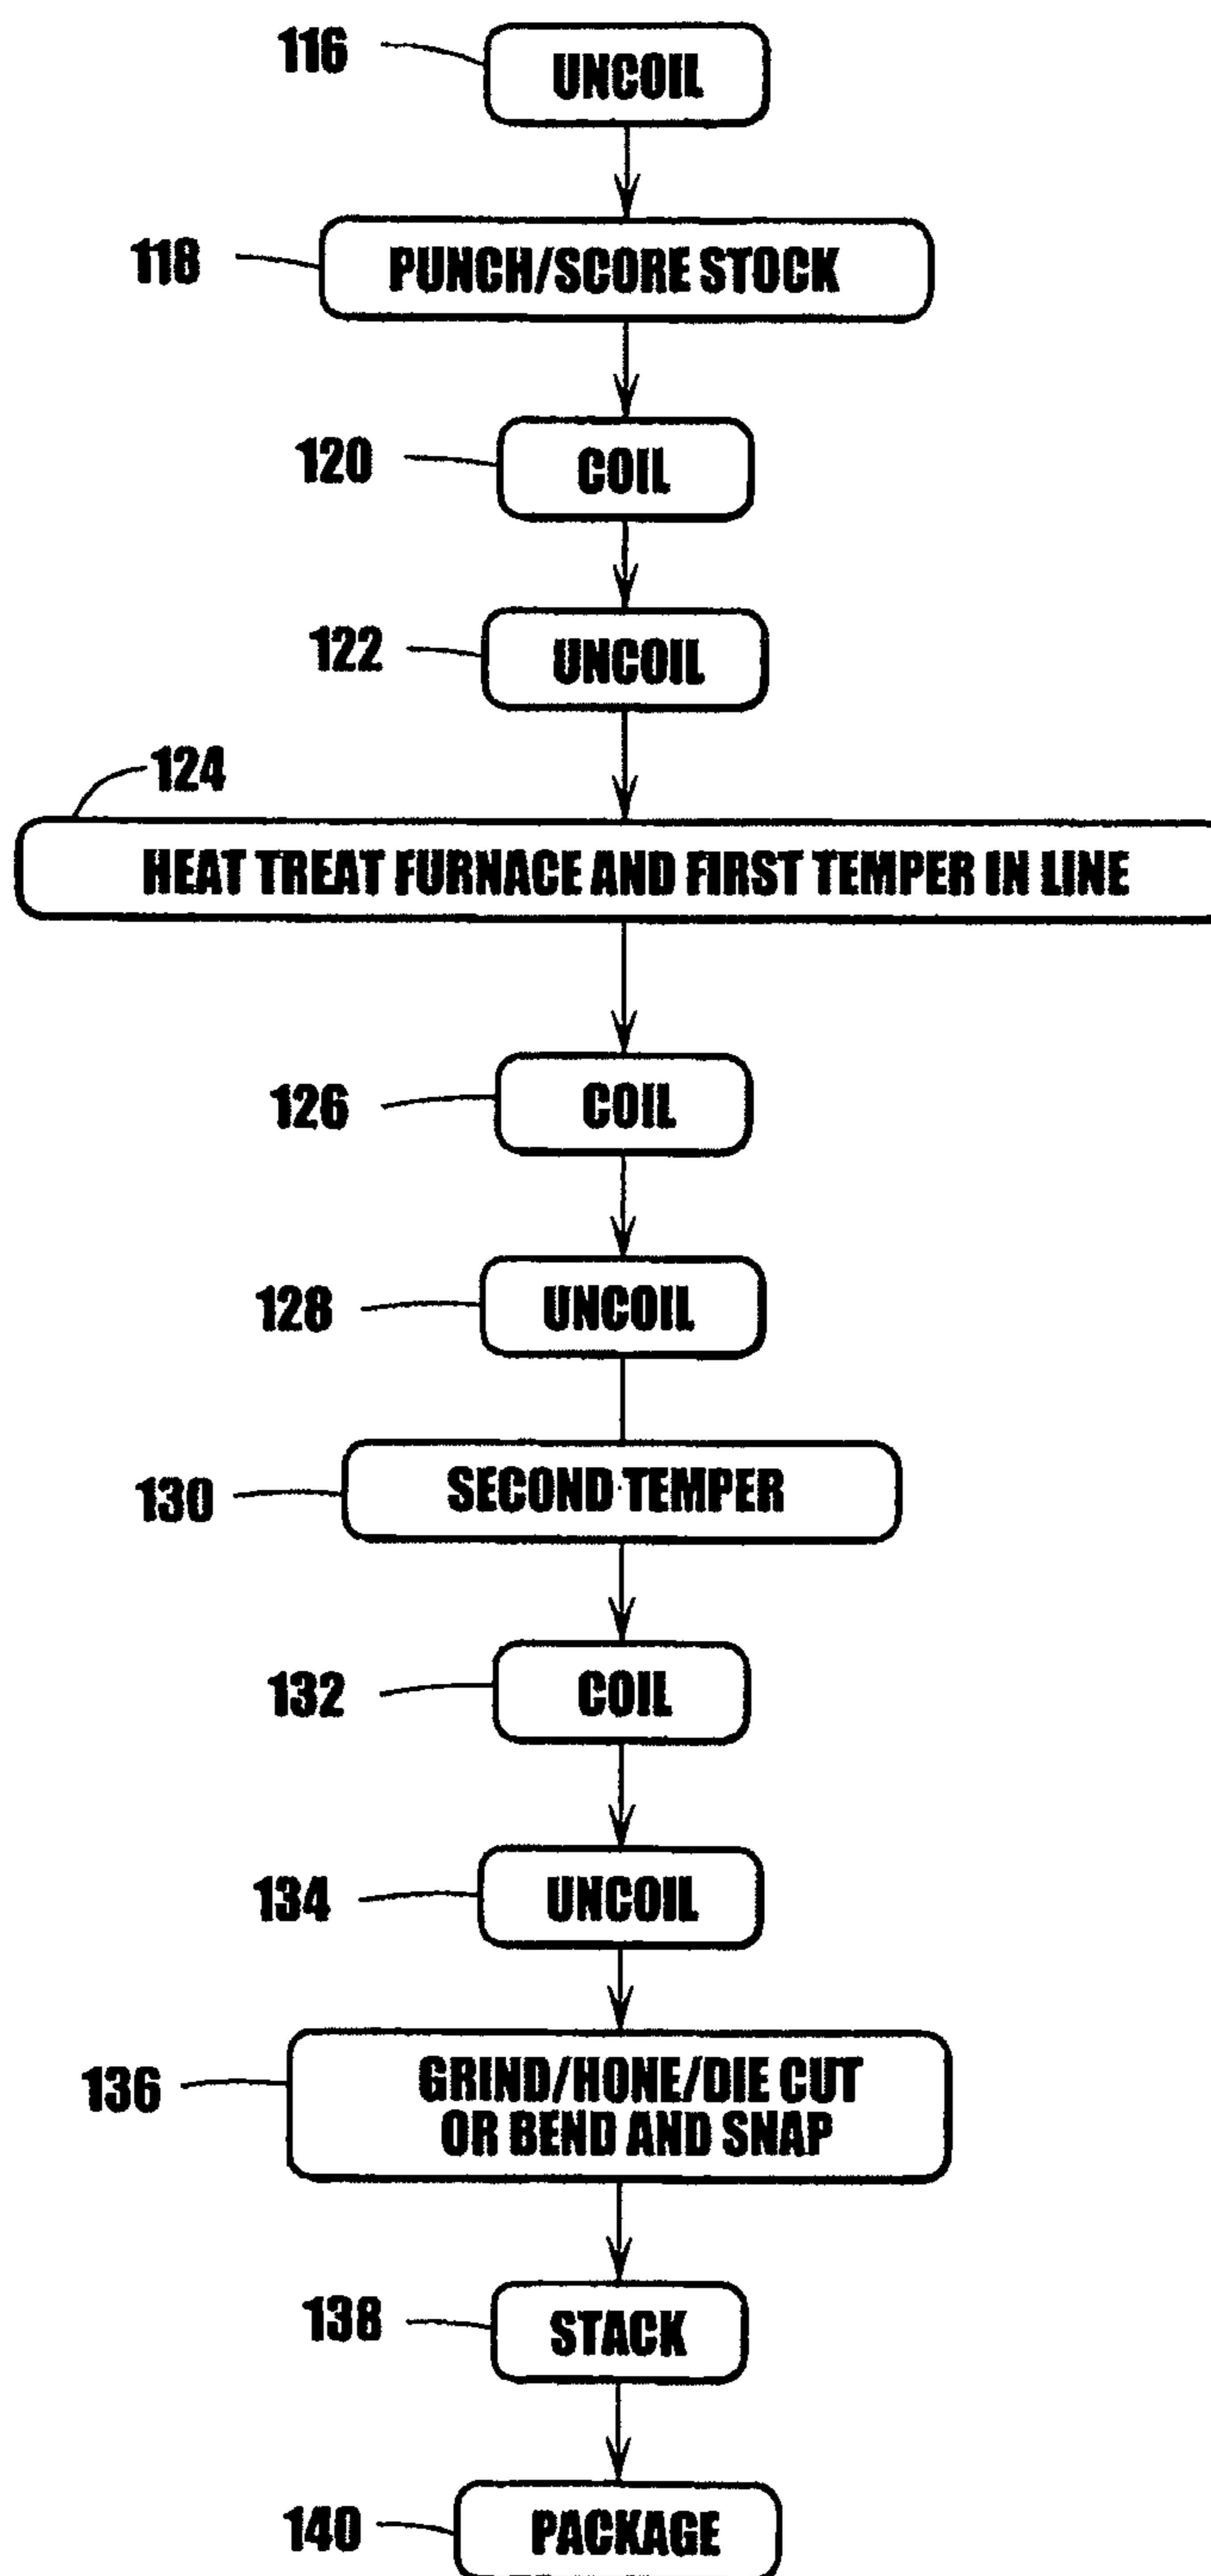 116
UNCOIL
118
PUNCH/SCORE STOCK
120
COIL
122
UNCOIL
124
HEAT TREAT FURNACE AND FIRST TEMPER IN LINE
126
COIL
128
UNCOIL
130
SECOND TEMPER
132
COIL
134
UNCOIL
136
GRIND/HONE/DIE CUT
OR BEND AND SNAP
138
STACK
140
PACKAGE